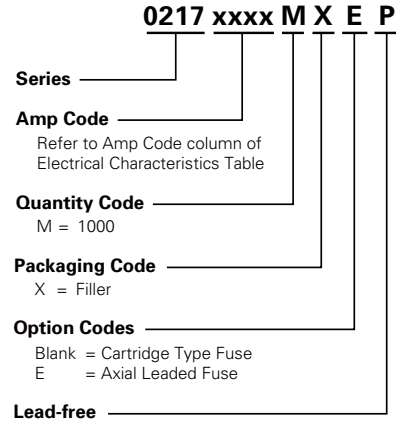 0217 xxxx M X E P
Series
Amp Code
Refer to Amp Code column of
Electrical Characteristics Table
Quantity Code
M = 1000
Packaging Code
X = Filler
Option Codes
Blank = Cartridge Type Fuse
E = Axial Leaded Fuse
Lead-free